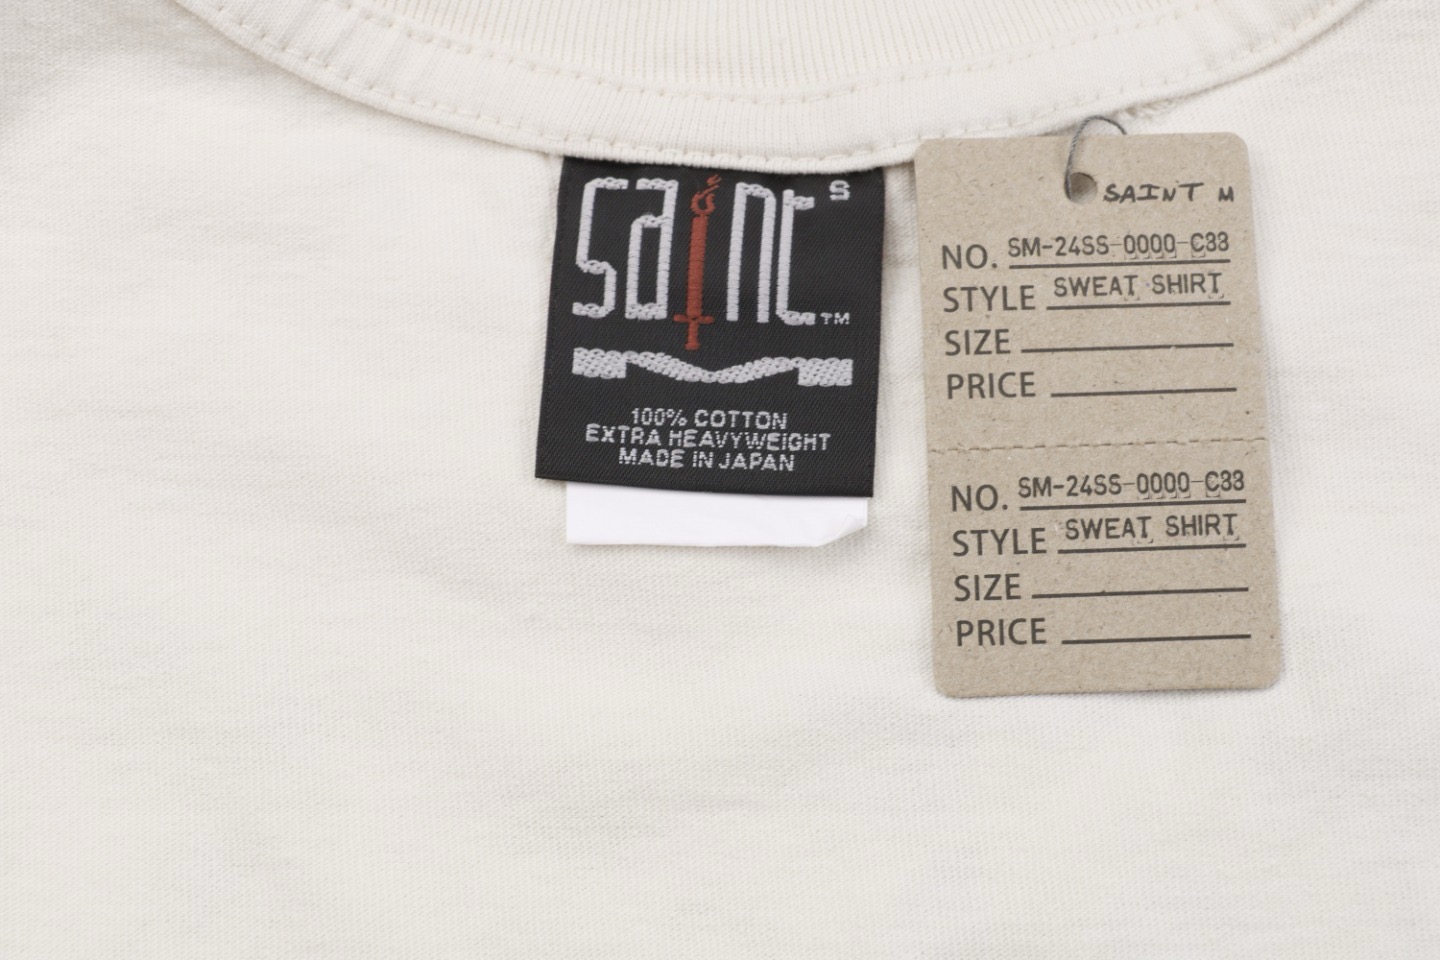 saint S
TM
100% COTTON
EXTRA HEAVYWEIGHT
MADE IN JAPAN
SAINT M
NO. SM-24SS-0000-C33
STYLE SWEAT SHIRT
SIZE
PRICE
NO. SM-24SS-0000-C33
STYLE SWEAT SHIRT
SIZE
PRICE